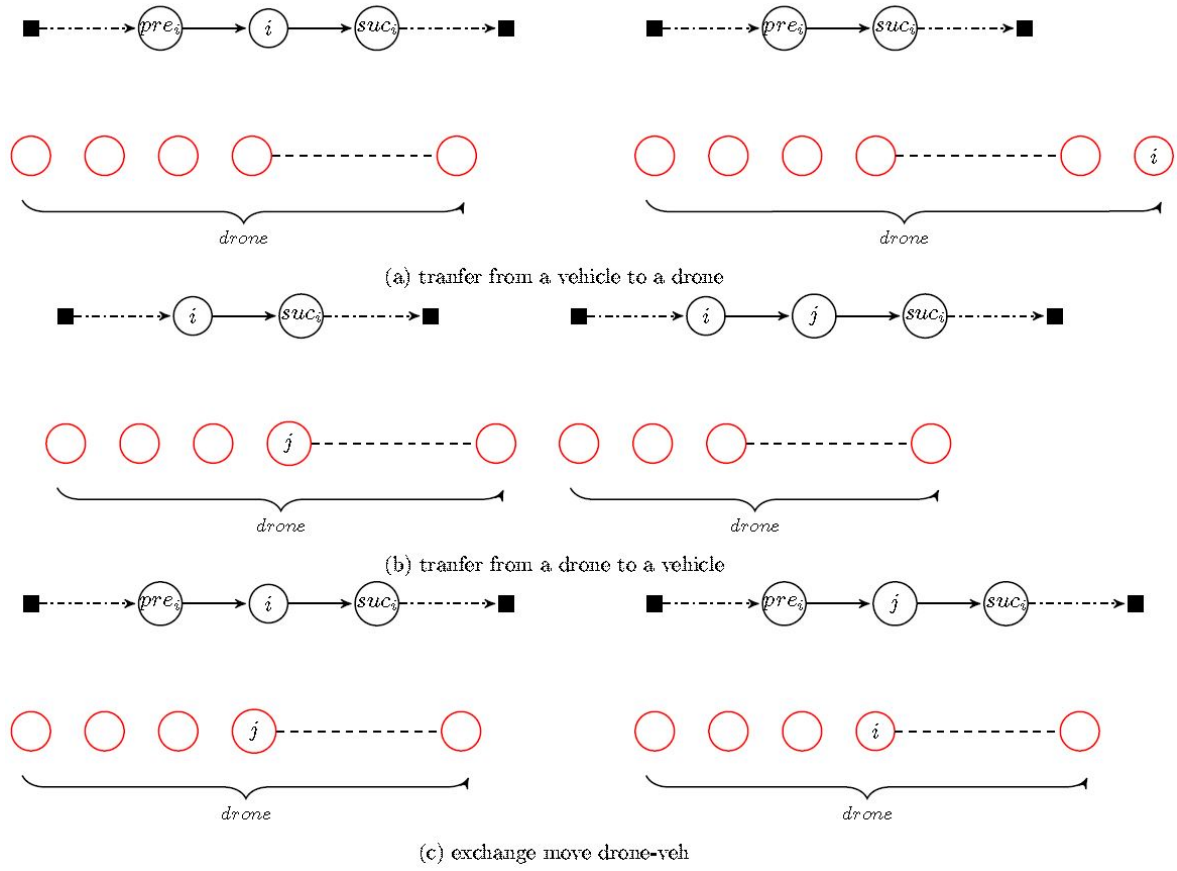 pre_i i suc_i pre_i suc_i
i
drone drone
(a) tranfer from a vehicle to a drone
i suc_i i j suc_i
j
drone drone
(b) tranfer from a drone to a vehicle
pre_i i suc_i pre_i j suc_i
j i
drone drone
(c) exchange move drone-veh